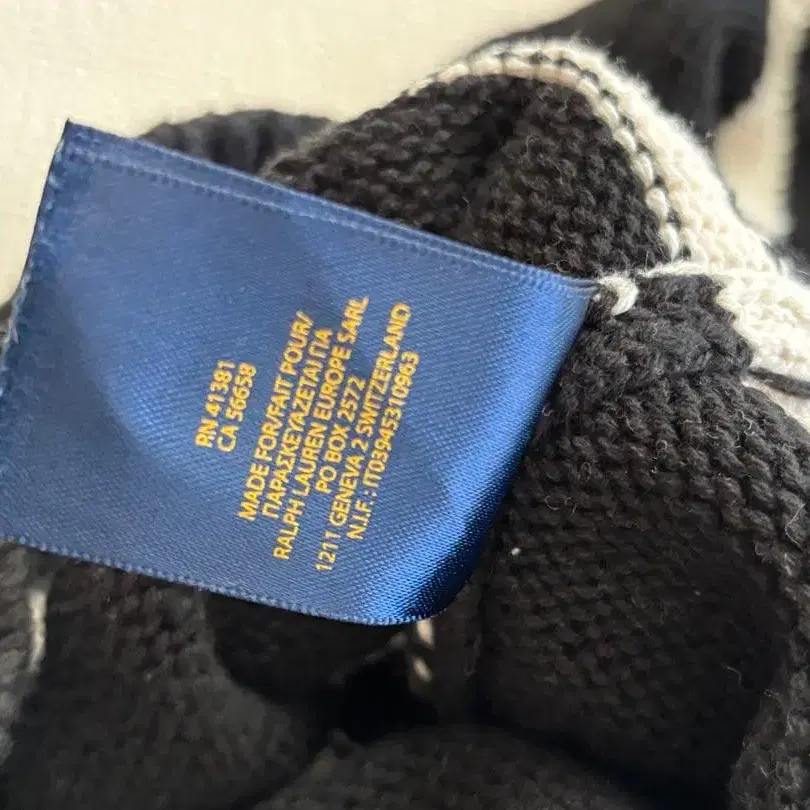 RN 41381
CA 56658
MADE FOR/FAIT POUR/
ΠΑΡΑΣΚΕΥΑΖΕΤΑΙ ΓΙΑ
RALPH LAUREN EUROPE SARL
PO BOX 2572
1211 GENEVA 2 SWITZERLAND
N.I.F.: IT03945310963